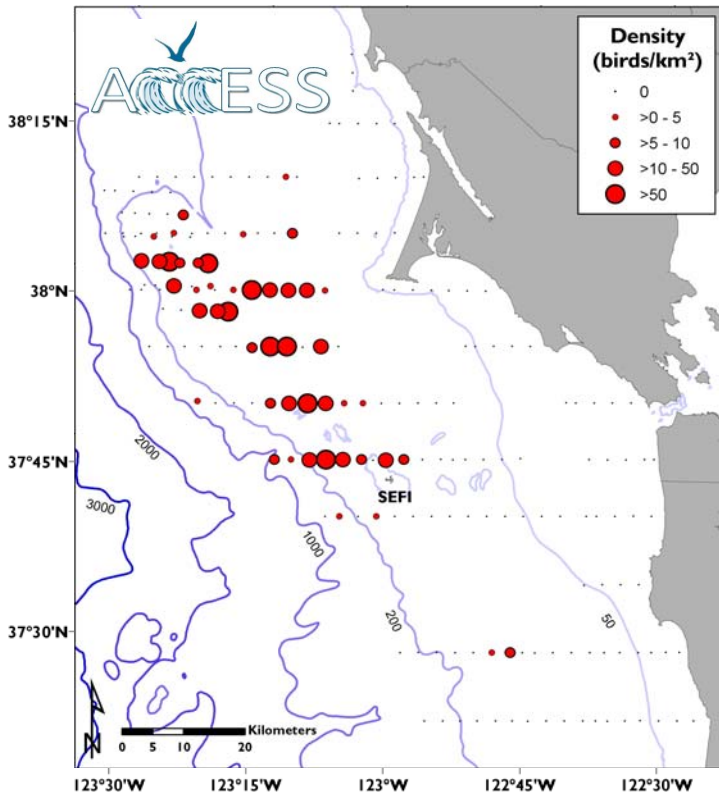 ACCESS
Density
(birds/km²)
0
>0 - 5
>5 - 10
>10 - 50
>50
38°15'N
38°N
37°45'N
37°30'N
2000
3000
1000
200
50
SEFI
N
Kilometers
0 5 10 20
123°30'W 123°15'W 123°W 122°45'W 122°30'W